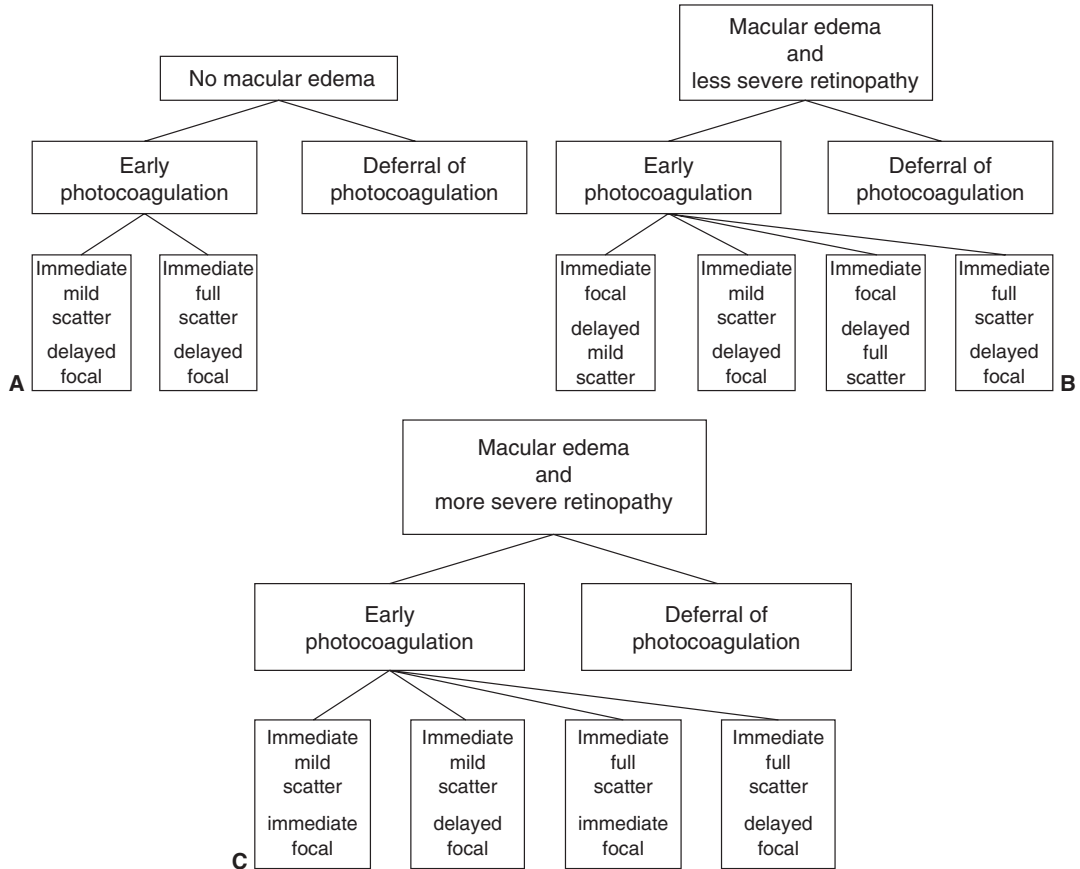 No macular edema
Early
photocoagulation
Deferral of
photocoagulation
Immediate
mild
scatter
delayed
focal
Immediate
full
scatter
delayed
focal
A
Macular edema
and
less severe retinopathy
Early
photocoagulation
Deferral of
photocoagulation
Immediate
focal
delayed
mild
scatter
Immediate
mild
scatter
delayed
focal
Immediate
focal
delayed
full
scatter
Immediate
full
scatter
delayed
focal
B
Macular edema
and
more severe retinopathy
Early
photocoagulation
Deferral of
photocoagulation
Immediate
mild
scatter
immediate
focal
Immediate
mild
scatter
delayed
focal
Immediate
full
scatter
immediate
focal
Immediate
full
scatter
delayed
focal
C